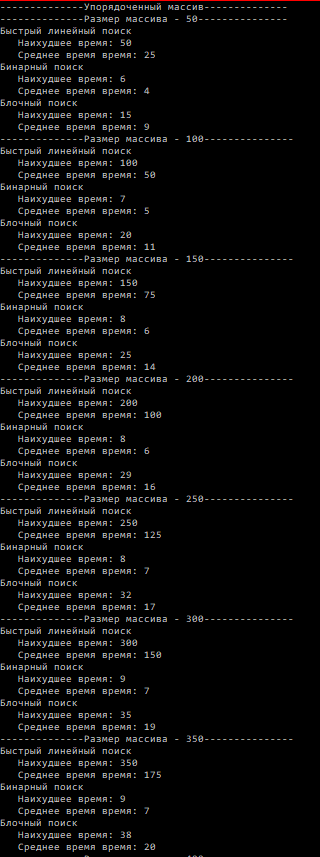 --------------Упорядоченный массив--------------
--------------Размер массива - 50---------------
Быстрый линейный поиск
   Наихудшее время: 50
   Среднее время время: 25
Бинарный поиск
   Наихудшее время: 6
   Среднее время время: 4
Блочный поиск
   Наихудшее время: 15
   Среднее время время: 9
--------------Размер массива - 100---------------
Быстрый линейный поиск
   Наихудшее время: 100
   Среднее время время: 50
Бинарный поиск
   Наихудшее время: 7
   Среднее время время: 5
Блочный поиск
   Наихудшее время: 20
   Среднее время время: 11
--------------Размер массива - 150---------------
Быстрый линейный поиск
   Наихудшее время: 150
   Среднее время время: 75
Бинарный поиск
   Наихудшее время: 8
   Среднее время время: 6
Блочный поиск
   Наихудшее время: 25
   Среднее время время: 14
--------------Размер массива - 200---------------
Быстрый линейный поиск
   Наихудшее время: 200
   Среднее время время: 100
Бинарный поиск
   Наихудшее время: 8
   Среднее время время: 6
Блочный поиск
   Наихудшее время: 29
   Среднее время время: 16
--------------Размер массива - 250---------------
Быстрый линейный поиск
   Наихудшее время: 250
   Среднее время время: 125
Бинарный поиск
   Наихудшее время: 8
   Среднее время время: 7
Блочный поиск
   Наихудшее время: 32
   Среднее время время: 17
--------------Размер массива - 300---------------
Быстрый линейный поиск
   Наихудшее время: 300
   Среднее время время: 150
Бинарный поиск
   Наихудшее время: 9
   Среднее время время: 7
Блочный поиск
   Наихудшее время: 35
   Среднее время время: 19
--------------Размер массива - 350---------------
Быстрый линейный поиск
   Наихудшее время: 350
   Среднее время время: 175
Бинарный поиск
   Наихудшее время: 9
   Среднее время время: 7
Блочный поиск
   Наихудшее время: 38
   Среднее время время: 20